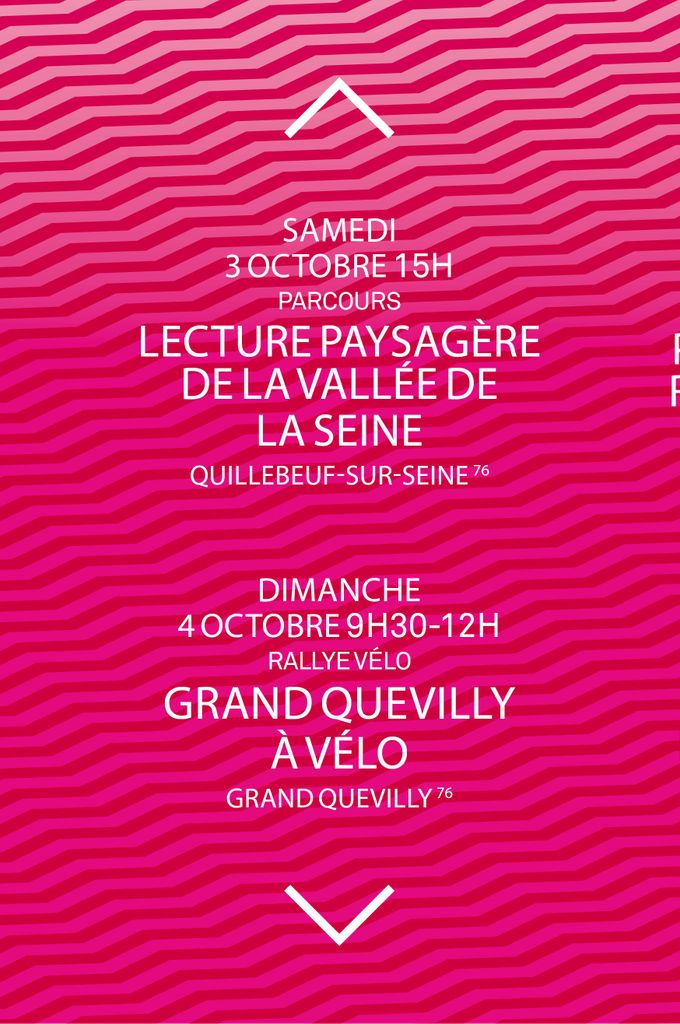 SAMEDI
3 OCTOBRE 15H
PARCOURS
LECTURE PAYSAGÈRE
DE LA VALLÉE DE
LA SEINE
QUILLEBEUF-SUR-SEINE 76
DIMANCHE
4 OCTOBRE 9H30-12H
RALLYE VÉLO
GRAND QUEVILLY
À VÉLO
GRAND QUEVILLY 76